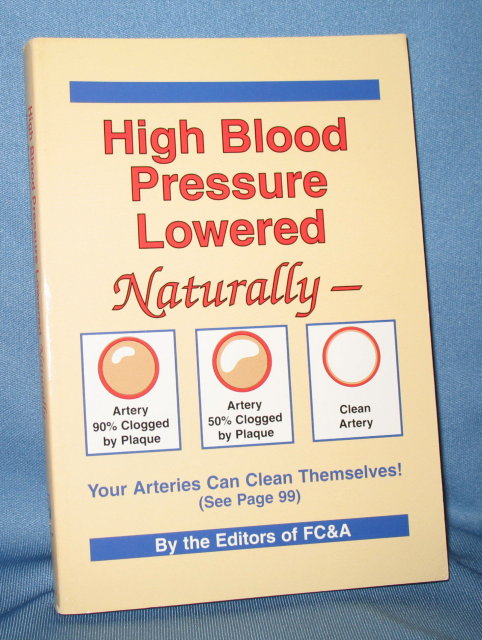 High Blood
Pressure
Lowered
Naturally –
Artery
90% Clogged
by Plaque
Artery
50% Clogged
by Plaque
Clean
Artery
Your Arteries Can Clean Themselves!
(See Page 99)
By the Editors of FC&A
High Blood Pressure Lowered